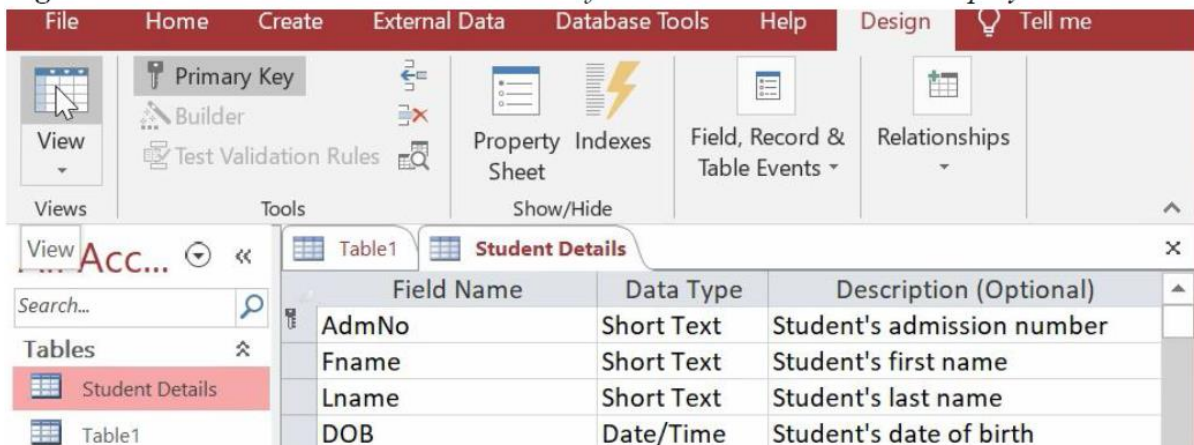 File Home Create External Data Database Tools Help Design Tell me
Primary Key
Builder
Test Validation Rules
View
Property Sheet
Indexes
Field, Record &
Table Events
Relationships
Views Tools Show/Hide
View
Acc...
Table1 Student Details
Search...
Field Name Data Type Description (Optional)
AdmNo Short Text Student's admission number
Tables
Fname Short Text Student's first name
Student Details
Lname Short Text Student's last name
Table1
DOB Date/Time Student's date of birth